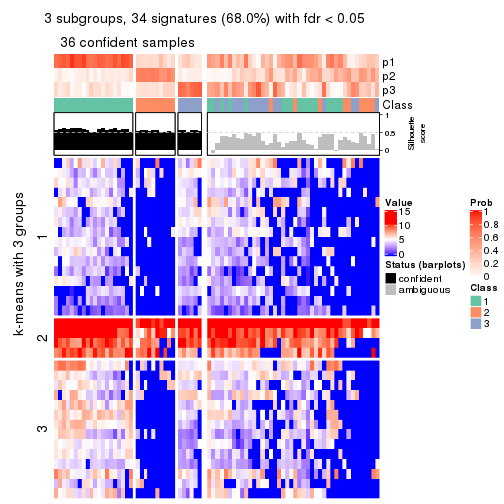 3 subgroups, 34 signatures (68.0%) with fdr < 0.05
36 confident samples
p1
p2
p3
Class
1
0.5
0
Silhouette
score
k-means with 3 groups
1
2
3
Value
15
10
5
0
Status (barplots)
confident
ambiguous
Prob
1
0.8
0.6
0.4
0.2
0
Class
1
2
3